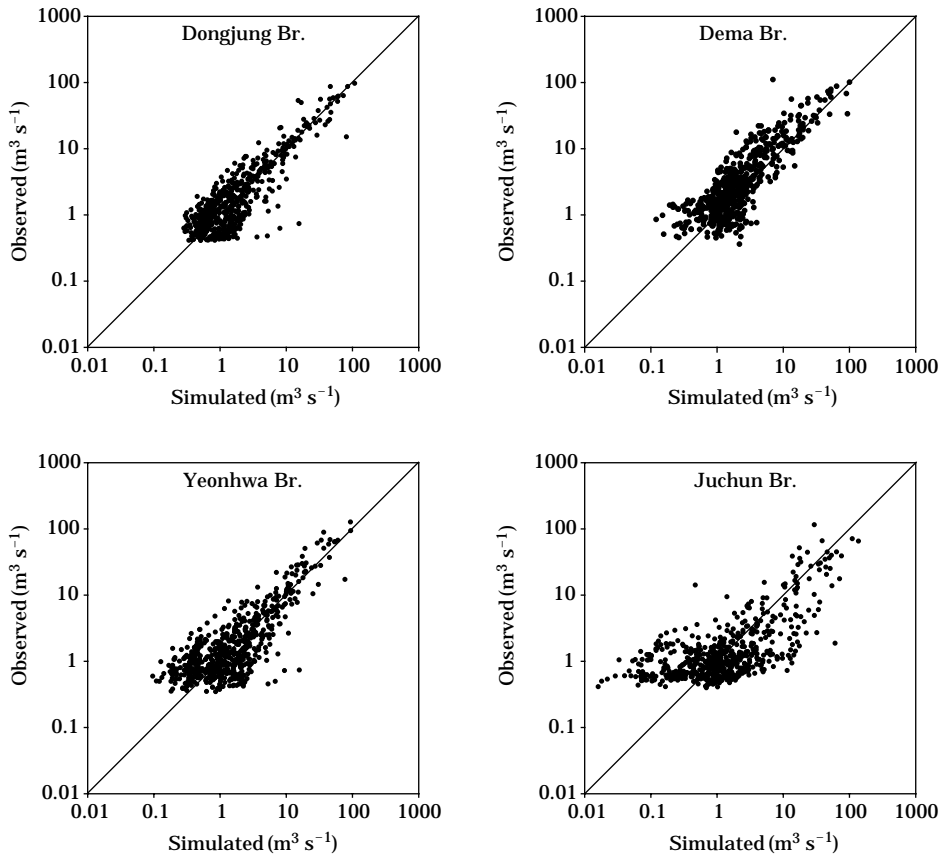 Dongjung Br.
1000
100
10
1
0.1
0.01
Observed (m³ s⁻¹)
0.01 0.1 1 10 100 1000
Simulated (m³ s⁻¹)
Dema Br.
1000
100
10
1
0.1
0.01
Observed (m³ s⁻¹)
0.01 0.1 1 10 100 1000
Simulated (m³ s⁻¹)
Yeonhwa Br.
1000
100
10
1
0.1
0.01
Observed (m³ s⁻¹)
0.01 0.1 1 10 100 1000
Simulated (m³ s⁻¹)
Juchun Br.
1000
100
10
1
0.1
0.01
Observed (m³ s⁻¹)
0.01 0.1 1 10 100 1000
Simulated (m³ s⁻¹)